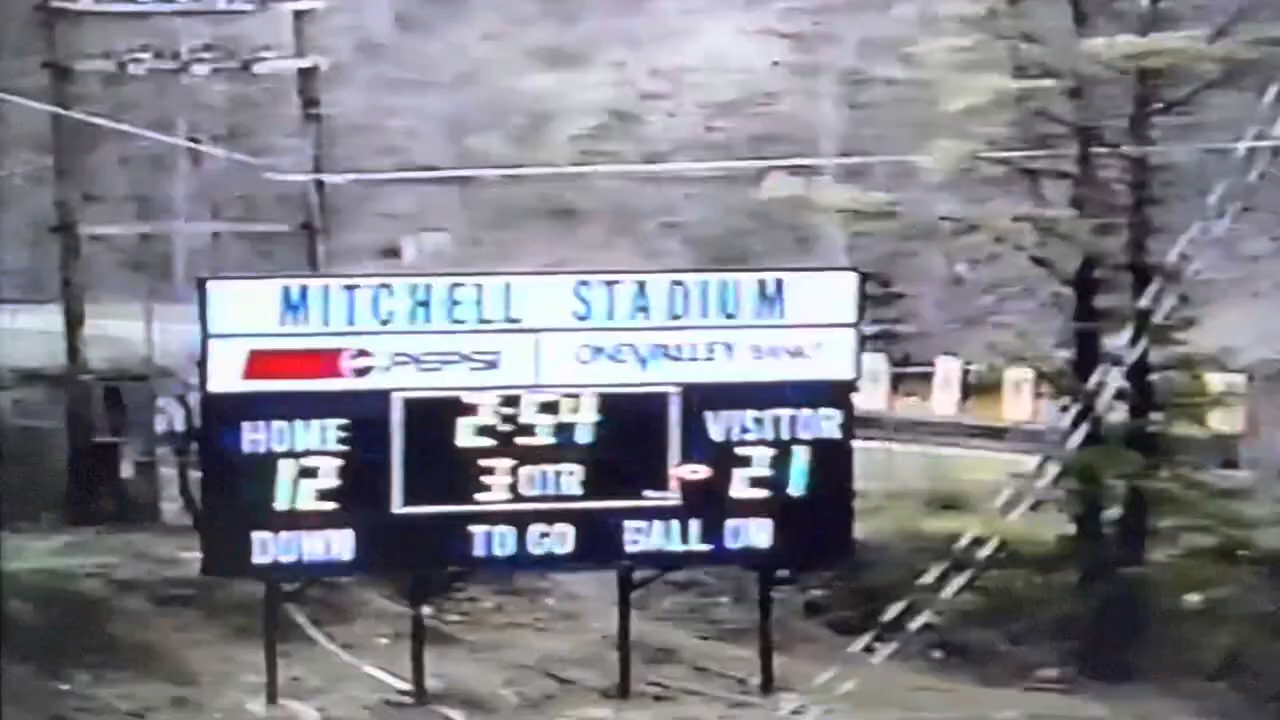 MITCHELL STADIUM
PEPSI ONE VALLEY BANK
2:54
HOME VISITOR
12 3 QTR 21
DOWN TO GO BALL ON